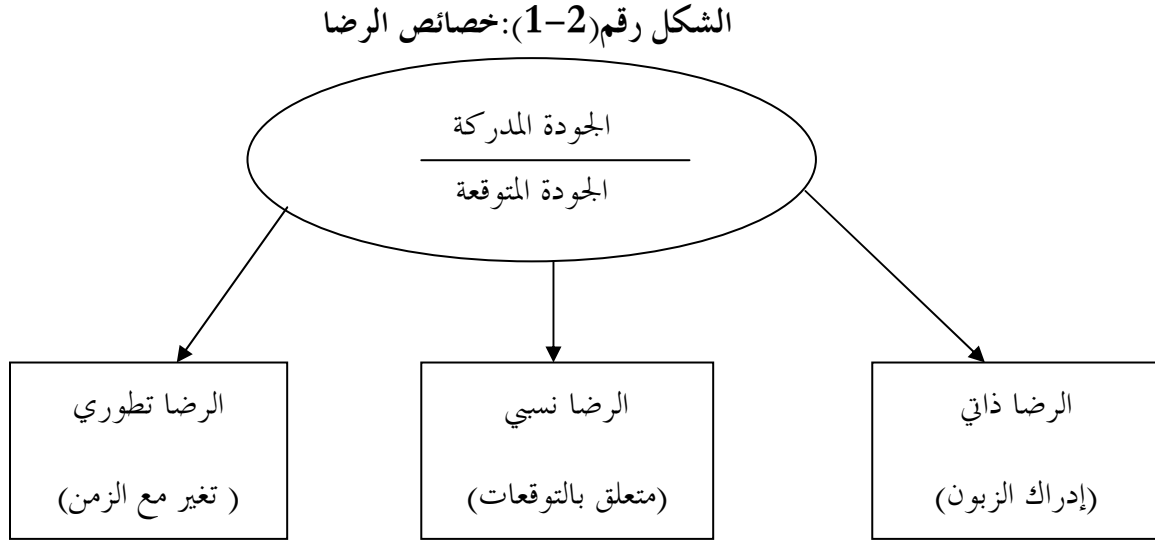 الشكل رقم(2-1):خصائص الرضا
الجودة المدركة
الجودة المتوقعة
الرضا ذاتي
(إدراك الزبون)
الرضا نسبي
(متعلق بالتوقعات)
الرضا تطوري
( تغير مع الزمن)